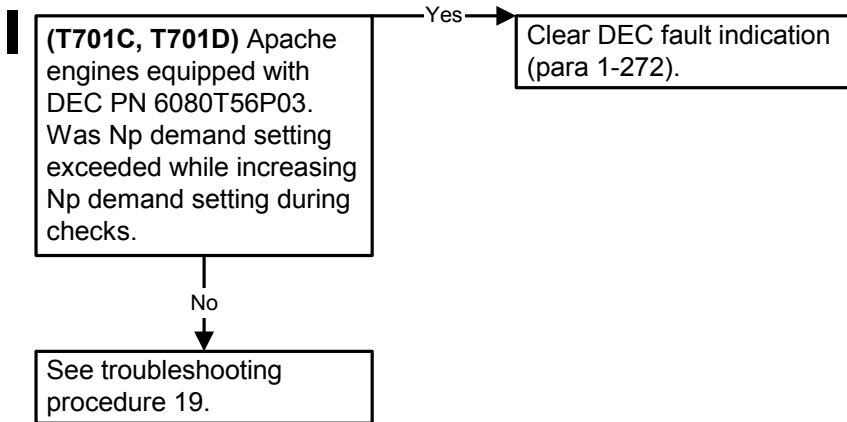 (T701C, T701D) Apache
engines equipped with
DEC PN 6080T56P03.
Was Np demand setting
exceeded while increasing
Np demand setting during
checks.
Yes
Clear DEC fault indication
(para 1-272).
No
See troubleshooting
procedure 19.